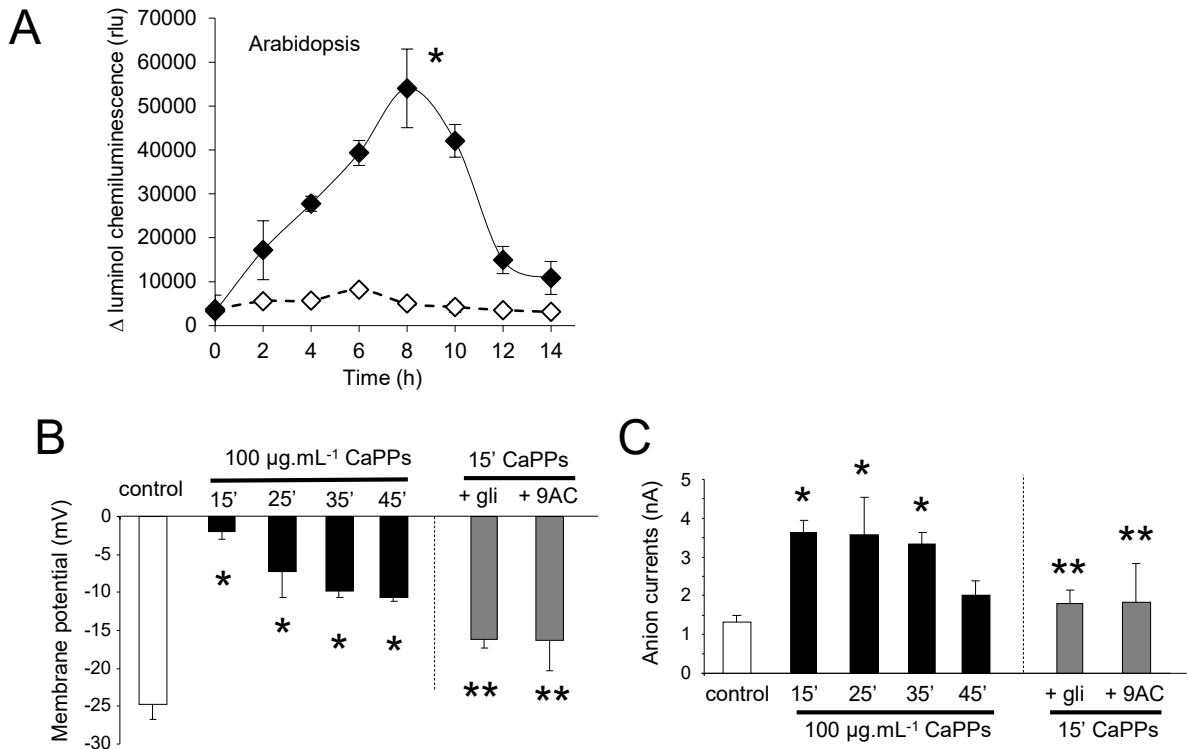 A
Δ luminol chemiluminescence (rlu)
70000
60000
50000
40000
30000
20000
10000
0
Arabidopsis
*
0 2 4 6 8 10 12 14
Time (h)
B
100 µg.mL-1 CaPPs
15’ CaPPs
control
15’ 25’ 35’ 45’
+ gli + 9AC
Membrane potential (mV)
0
-5
-10
-15
-20
-25
-30
* * * * ** **
C
Anion currents (nA)
5
4
3
2
1
0
* * * ** **
control 15’ 25’ 35’ 45’ + gli + 9AC
100 µg.mL-1 CaPPs
15’ CaPPs